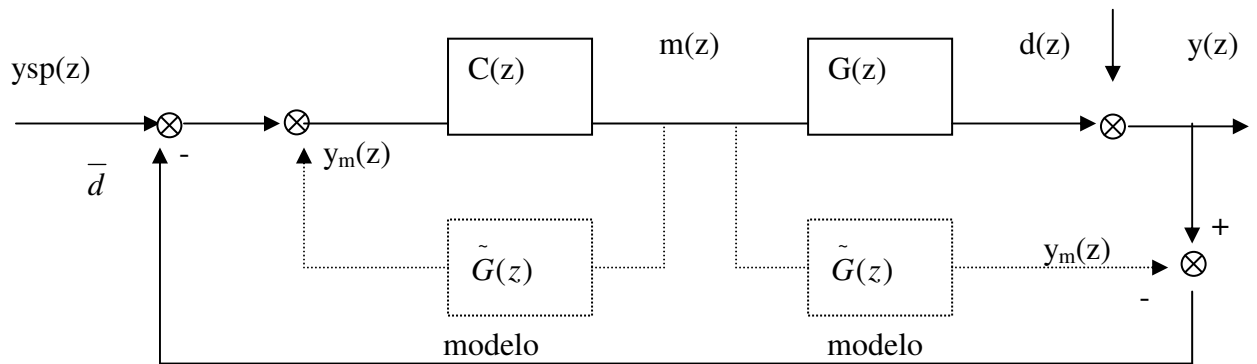 ysp(z)
C(z)
m(z)
G(z)
d(z)
y(z)
-
y_m(z)
d̅
G̃(z)
G̃(z)
y_m(z)
+
-
modelo
modelo